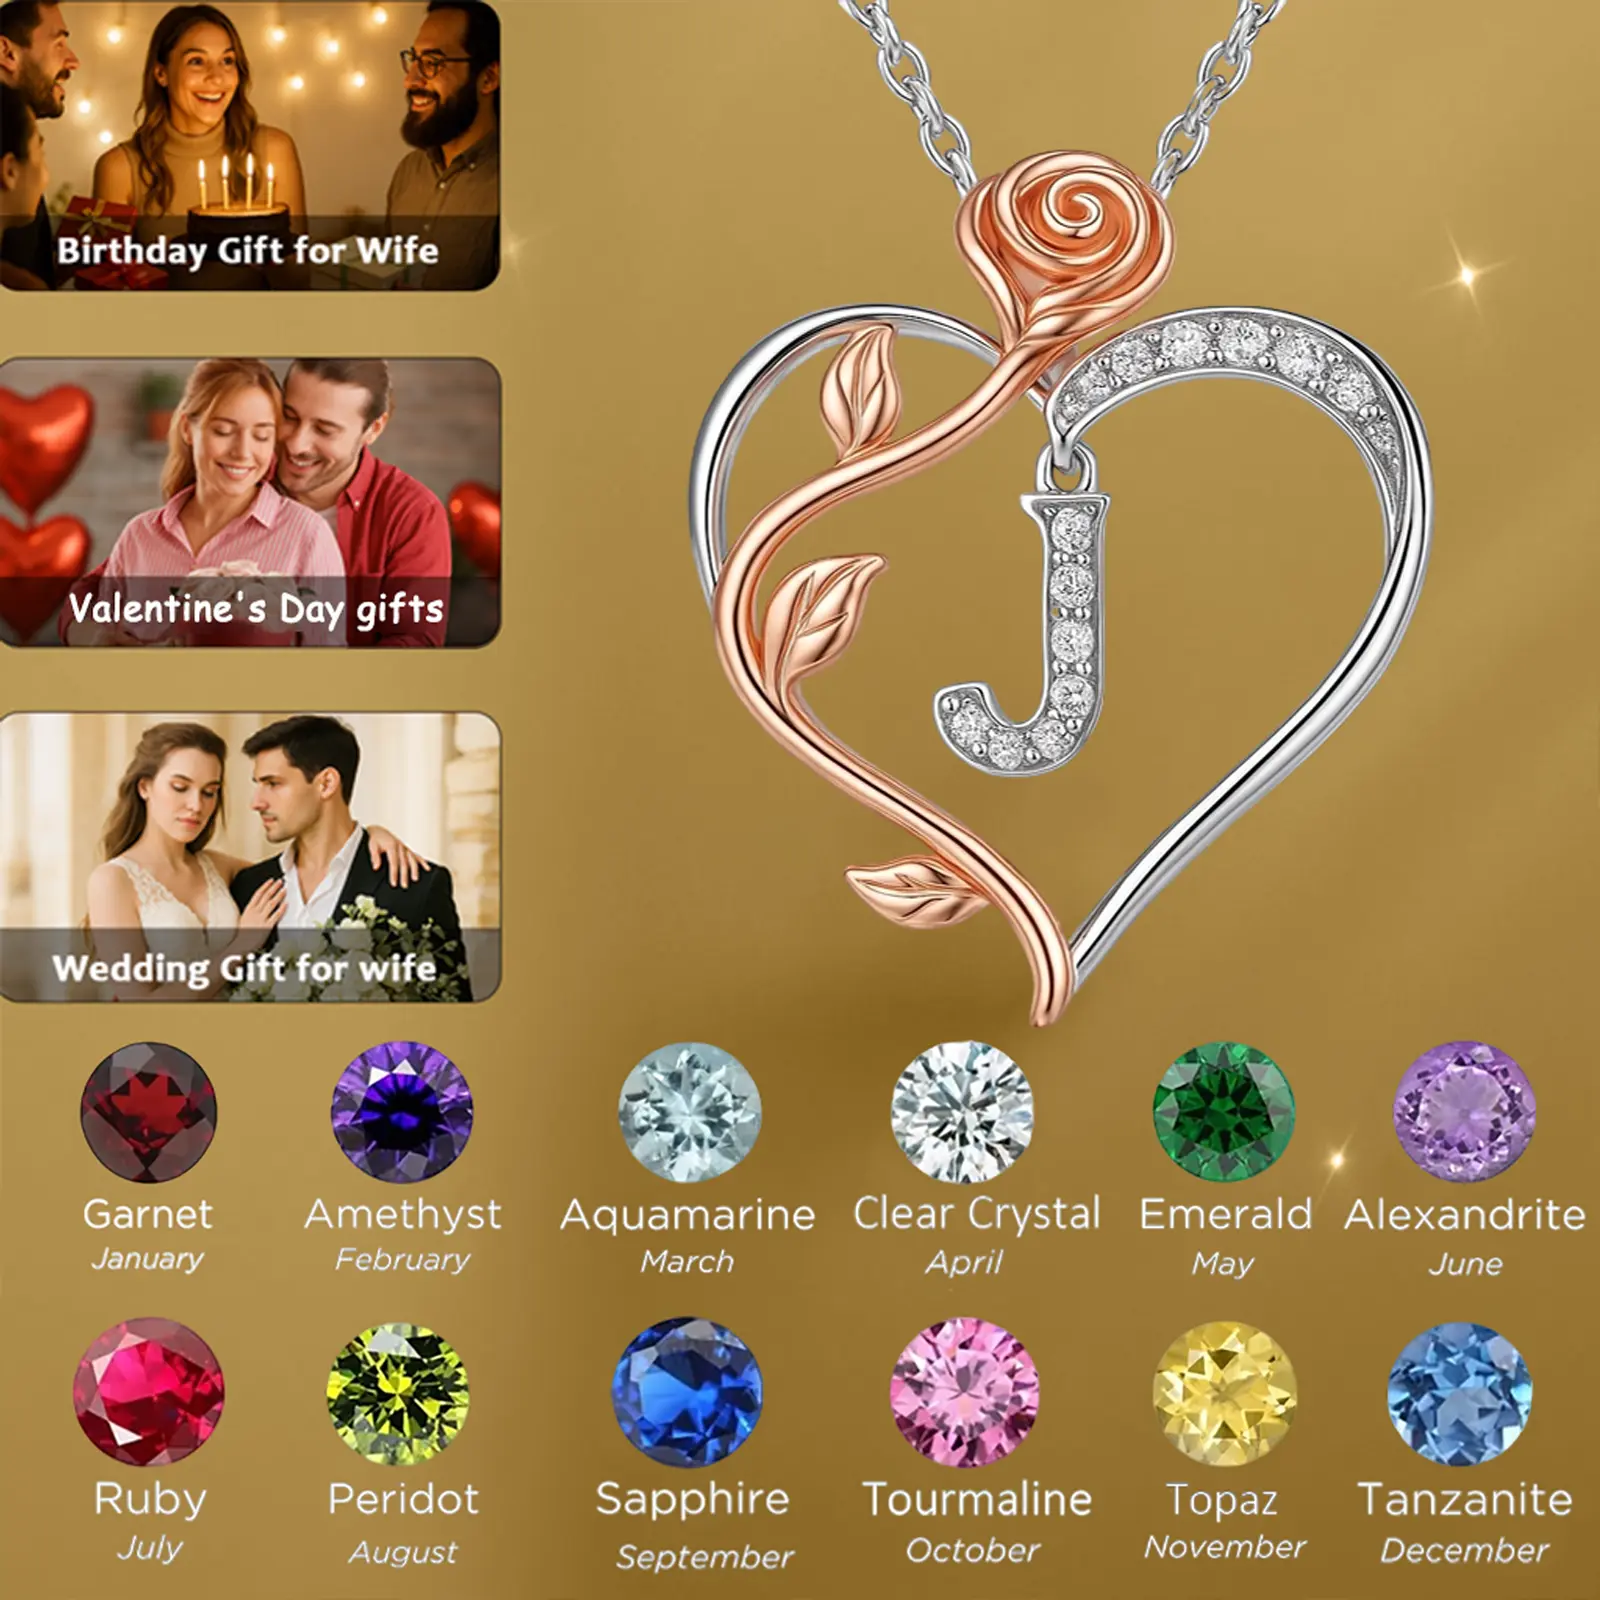 Birthday Gift for Wife
Valentine's Day gifts
Wedding Gift for wife
J
Garnet
January
Amethyst
February
Aquamarine
March
Clear Crystal
April
Emerald
May
Alexandrite
June
Ruby
July
Peridot
August
Sapphire
September
Tourmaline
October
Topaz
November
Tanzanite
December